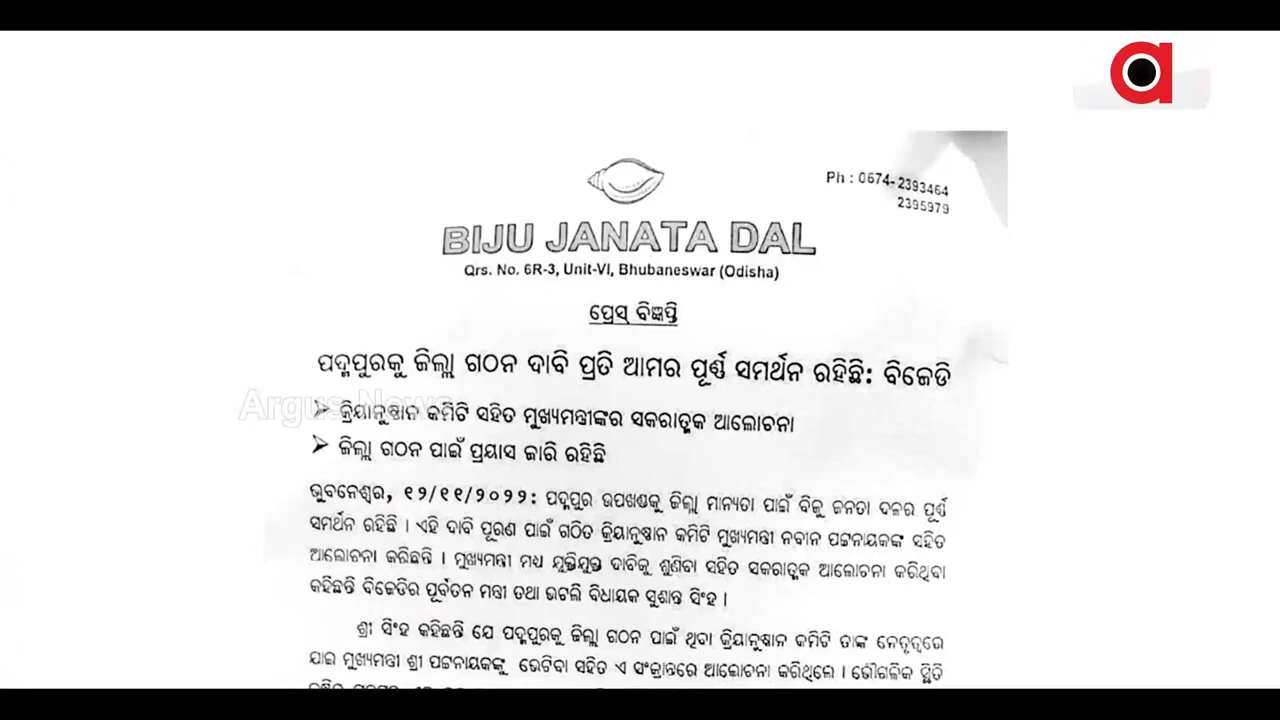 a
Ph : 0674-2393464
2395979
BIJU JANATA DAL
Qrs. No. 6R-3, Unit-VI, Bhubaneswar (Odisha)
ପ୍ରେସ୍ ବିଜ୍ଞପ୍ତି
ପଦ୍ମପୁରକୁ ଜିଲ୍ଲା ଗଠନ ଦାବି ପ୍ରତି ଆମର ପୂର୍ଣ୍ଣ ସମର୍ଥନ ରହିଛି: ବିଜେଡି
Argus News
➢ କ୍ରିୟାନୁଷ୍ଠାନ କମିଟି ସହିତ ମୁଖ୍ୟମନ୍ତ୍ରୀଙ୍କର ସକରାତ୍ମକ ଆଲୋଚନା
➢ ଜିଲ୍ଲା ଗଠନ ପାଇଁ ପ୍ରୟାସ ଜାରି ରହିଛି
ଭୁବନେଶ୍ୱର, ୧୨/୧୧/୨୦୨୨: ପଦ୍ମପୁର ଉପଖଣ୍ଡକୁ ଜିଲ୍ଲା ମାନ୍ୟତା ପାଇଁ ବିଜୁ ଜନତା ଦଳର ପୂର୍ଣ୍ଣ
ସମର୍ଥନ ରହିଛି । ଏହି ଦାବି ପୂରଣ ପାଇଁ ଗଠିତ କ୍ରିୟାନୁଷ୍ଠାନ କମିଟି ମୁଖ୍ୟମନ୍ତ୍ରୀ ନବୀନ ପଟ୍ଟନାୟକଙ୍କ ସହିତ
ଆଲୋଚନା କରିଛନ୍ତି । ମୁଖ୍ୟମନ୍ତ୍ରୀ ମଧ୍ୟ ଯୁକ୍ତିଯୁକ୍ତ ଦାବିକୁ ଶୁଣିବା ସହିତ ସକରାତ୍ମକ ଆଲୋଚନା କରିଥିବା
କହିଛନ୍ତି ବିଜେଡିର ପୂର୍ବତନ ମନ୍ତ୍ରୀ ତଥା ଭଟଲି ବିଧାୟକ ସୁଶାନ୍ତ ସିଂହ ।
ଶ୍ରୀ ସିଂହ କହିଛନ୍ତି ଯେ ପଦ୍ମପୁରକୁ ଜିଲ୍ଲା ଗଠନ ପାଇଁ ଥିବା କ୍ରିୟାନୁଷ୍ଠାନ କମିଟି ତାଙ୍କ ନେତୃତ୍ୱରେ
ଯାଇ ମୁଖ୍ୟମନ୍ତ୍ରୀ ଶ୍ରୀ ପଟ୍ଟନାୟକଙ୍କୁ ଭେଟିବା ସହିତ ଏ ସଂକ୍ରାନ୍ତରେ ଆଲୋଚନା କରିଥିଲେ । ଭୌଗଳିକ ସ୍ଥିତି